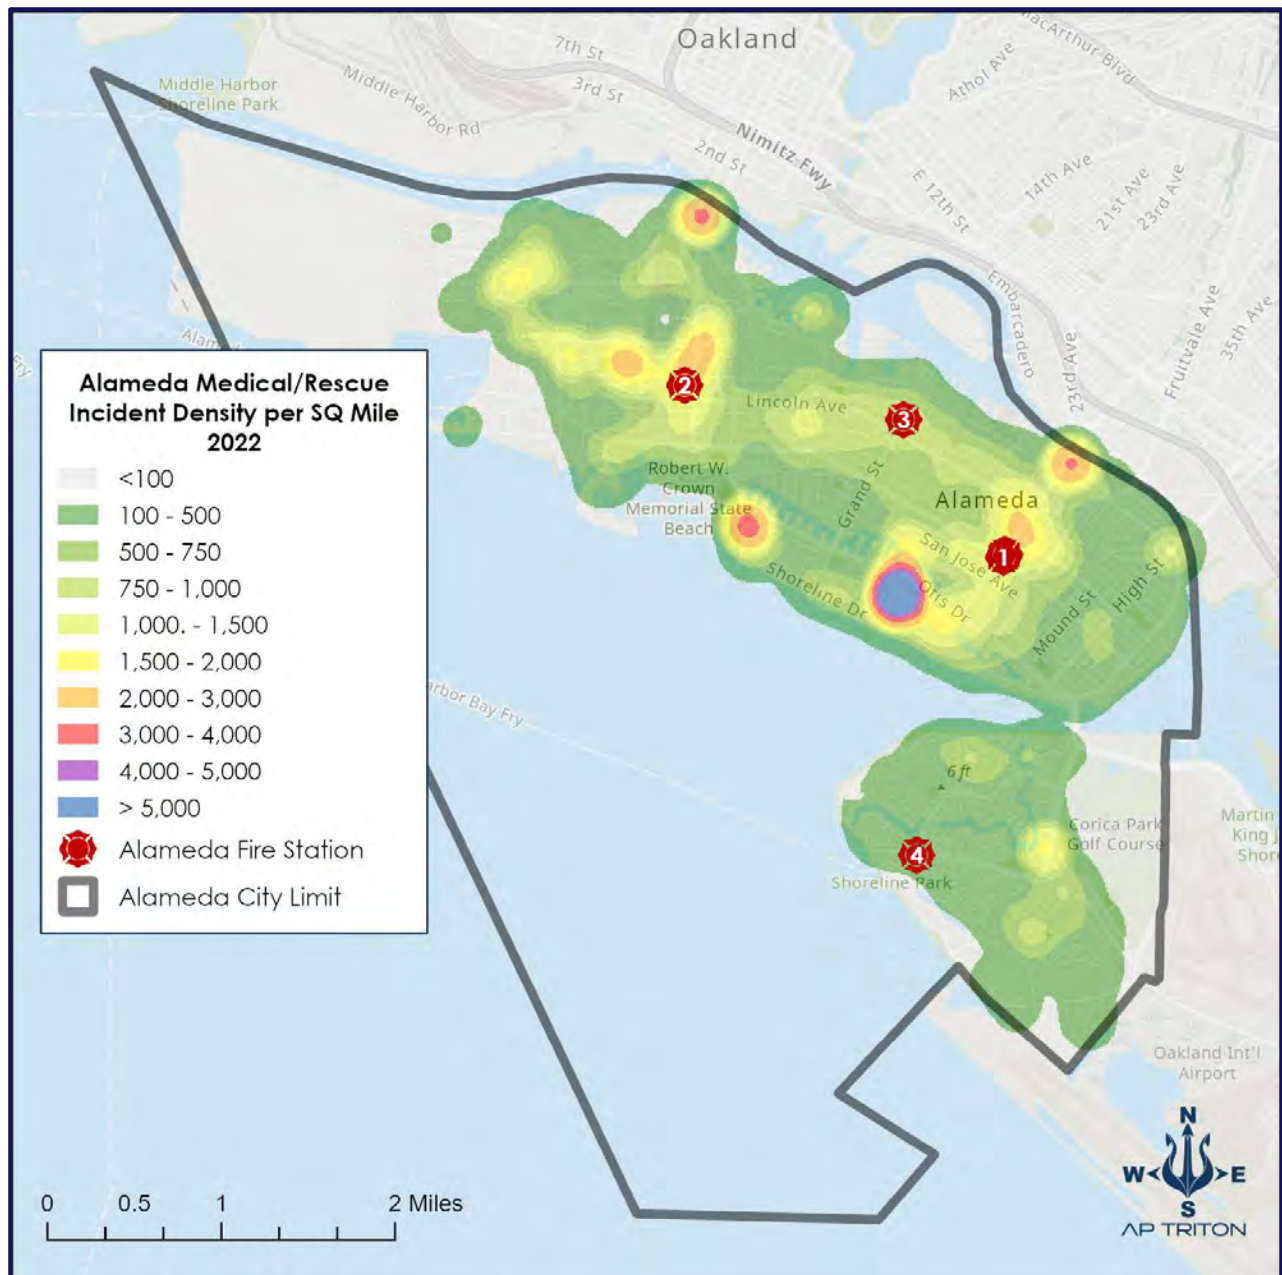 Oakland
MacArthur Blvd
7th St
Athol Ave
Middle Harbor
Shoreline Park
Middle Harbor Rd
3rd St
Nimitz Fwy
2nd St
E 12th St
14th Ave
21st Ave
23rd Ave
Embarcadero
23rd Ave
Fruitvale Ave
35th Ave
Alameda Medical/Rescue
Incident Density per SQ Mile
2022
<100
100 - 500
500 - 750
750 - 1,000
1,000. - 1,500
1,500 - 2,000
2,000 - 3,000
3,000 - 4,000
4,000 - 5,000
> 5,000
Alameda Fire Station
Alameda City Limit
2
Lincoln Ave
3
Robert W.
Crown
Memorial State
Beach
Grand St
Alameda
San Jose Ave
1
Shoreline Dr
Otis Dr
Mound St
High St
arbor Bay Fry
6 ft
Corica Park
Golf Course
Martin
King J
Shore
4
Shoreline Park
Oakland Int'l
Airport
0 0.5 1 2 Miles
N
W E
S
AP TRITON